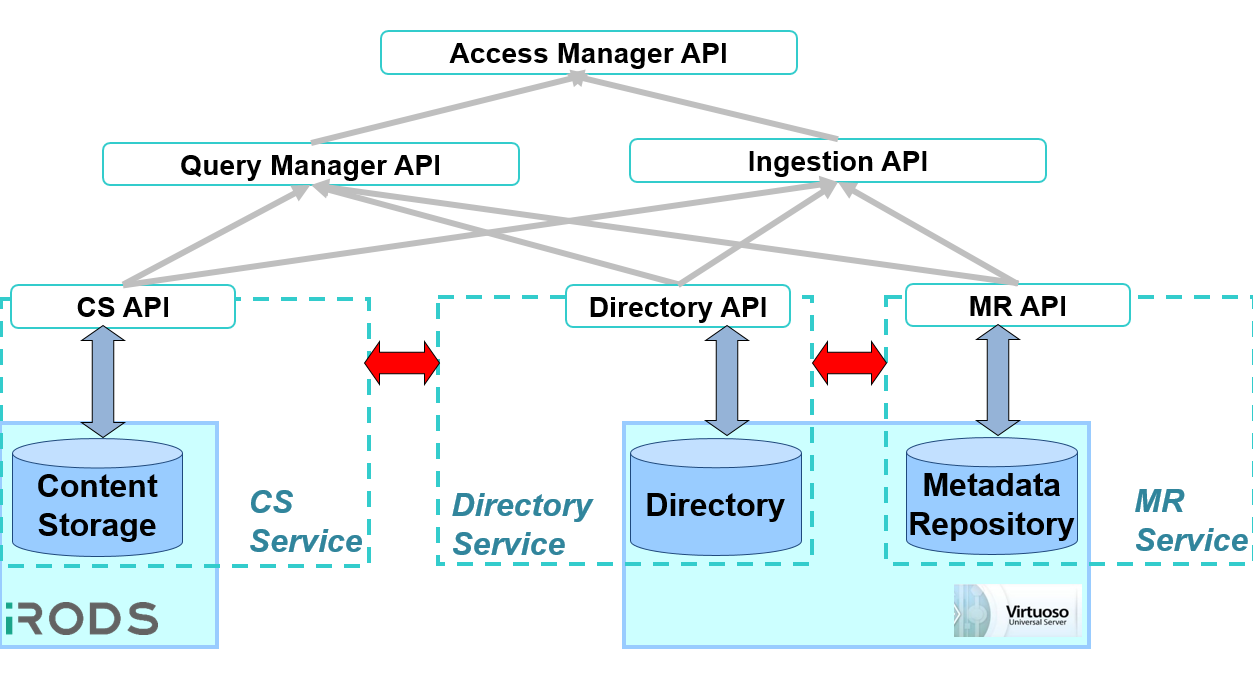 Access Manager API
Query Manager API
Ingestion API
CS API
Directory API
MR API
Content
Storage
CS
Service
Directory
Service
Directory
Metadata
Repository
MR
Service
iRODS
Virtuoso
Universal Server